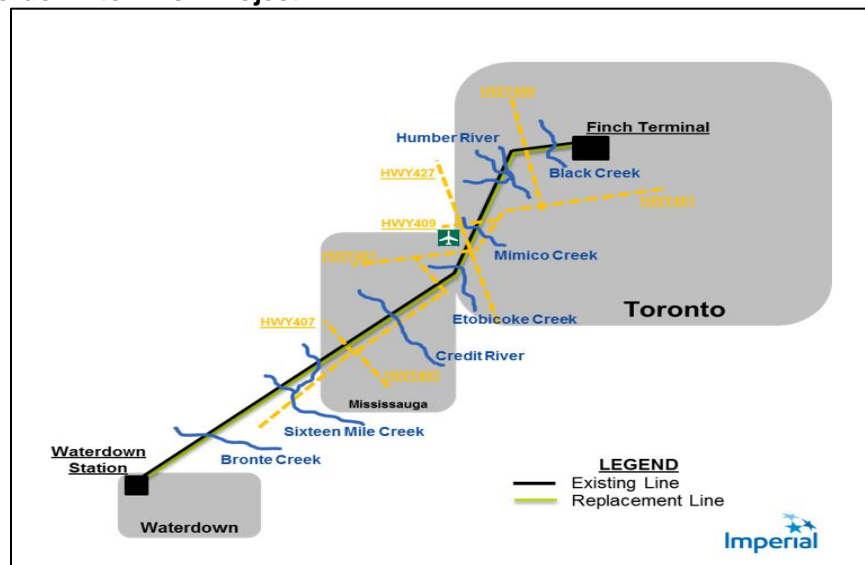 Finch Terminal
Humber River
Black Creek
HWY427
HWY409
Mimico Creek
Toronto
Etobicoke Creek
HWY407
Credit River
Mississauga
Sixteen Mile Creek
Bronte Creek
Waterdown
Station
Waterdown
LEGEND
Existing Line
Replacement Line
Imperial